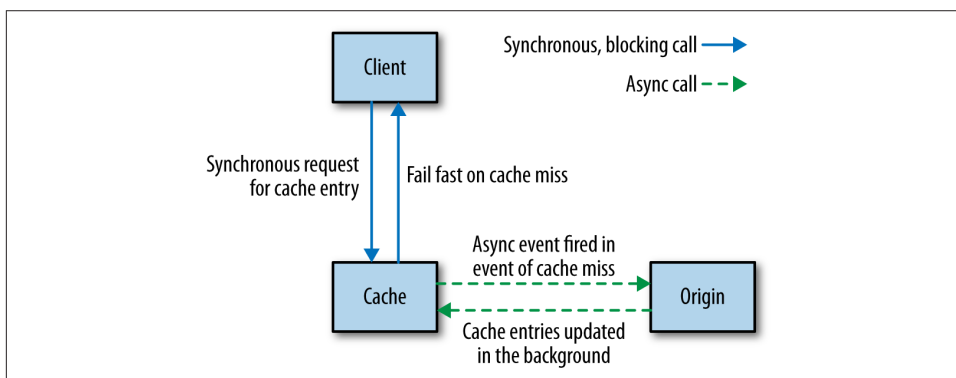 Client
Synchronous, blocking call
Async call
Synchronous request
for cache entry
Fail fast on cache miss
Async event fired in
event of cache miss
Cache
Origin
Cache entries updated
in the background